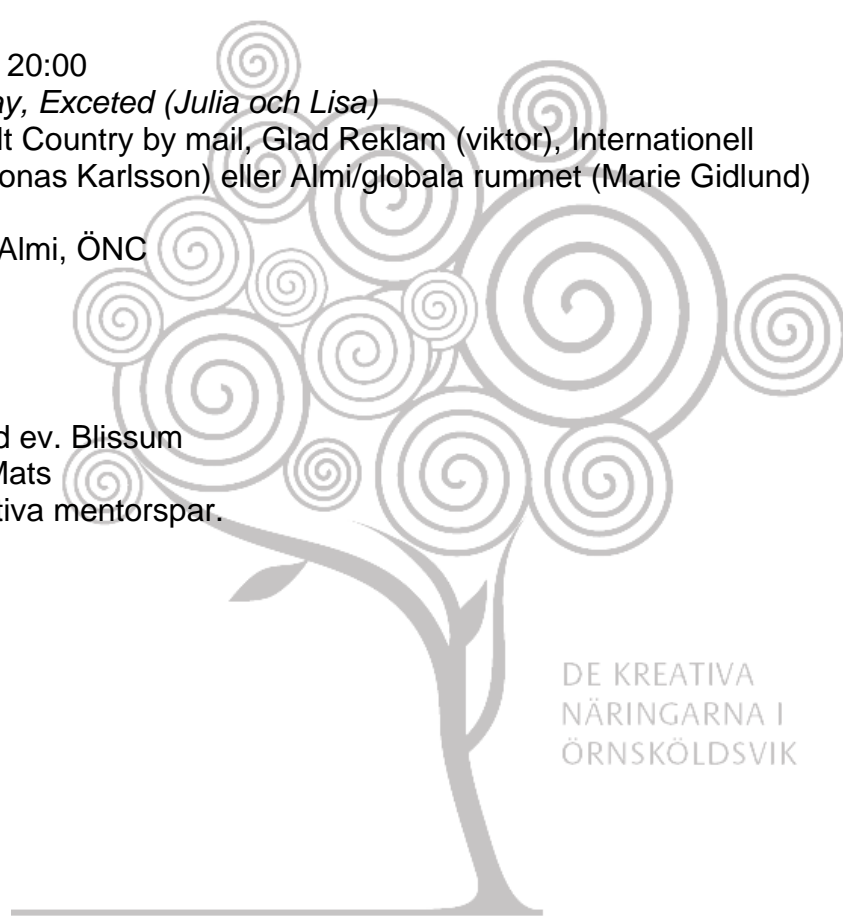 20:00
ay, Exceted (Julia och Lisa)
lt Country by mail, Glad Reklam (viktor), Internationell
onas Karlsson) eller Almi/globala rummet (Marie Gidlund)
Almi, ÖNC
d ev. Blissum
Mats
tiva mentorspar.
DE KREATIVA
NÄRINGARNA I
ÖRNSKÖLDSVIK